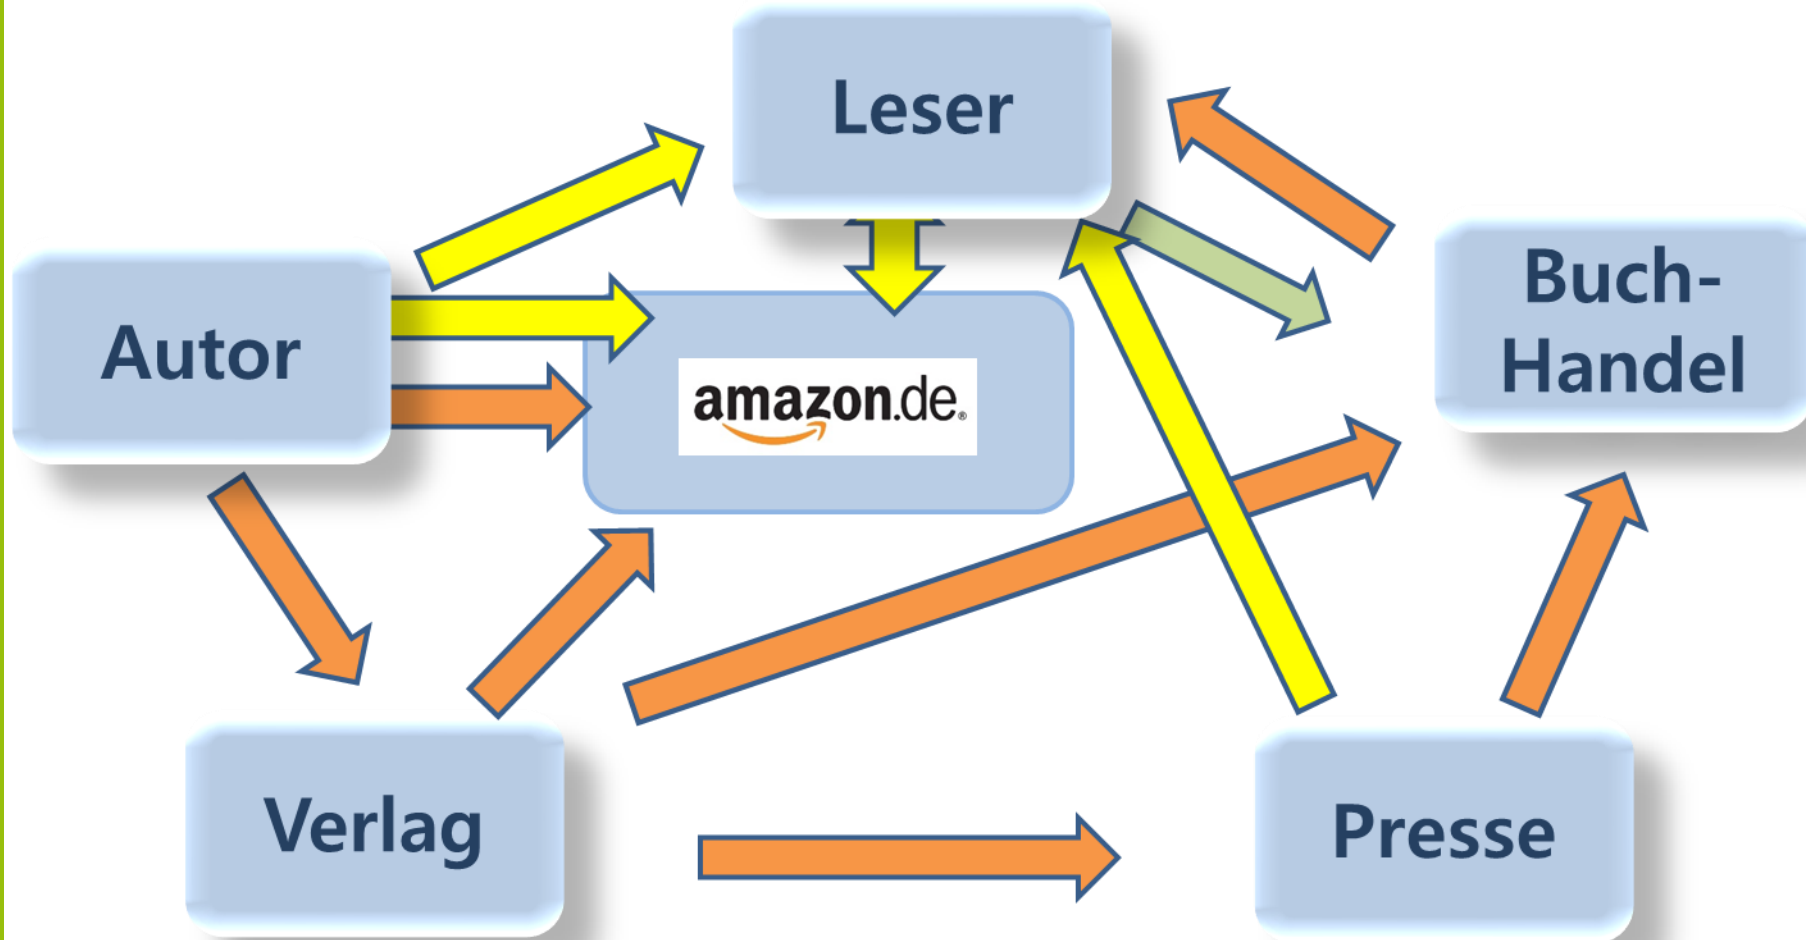 Leser
Autor
amazon.de®
Buch-
Handel
Verlag
Presse